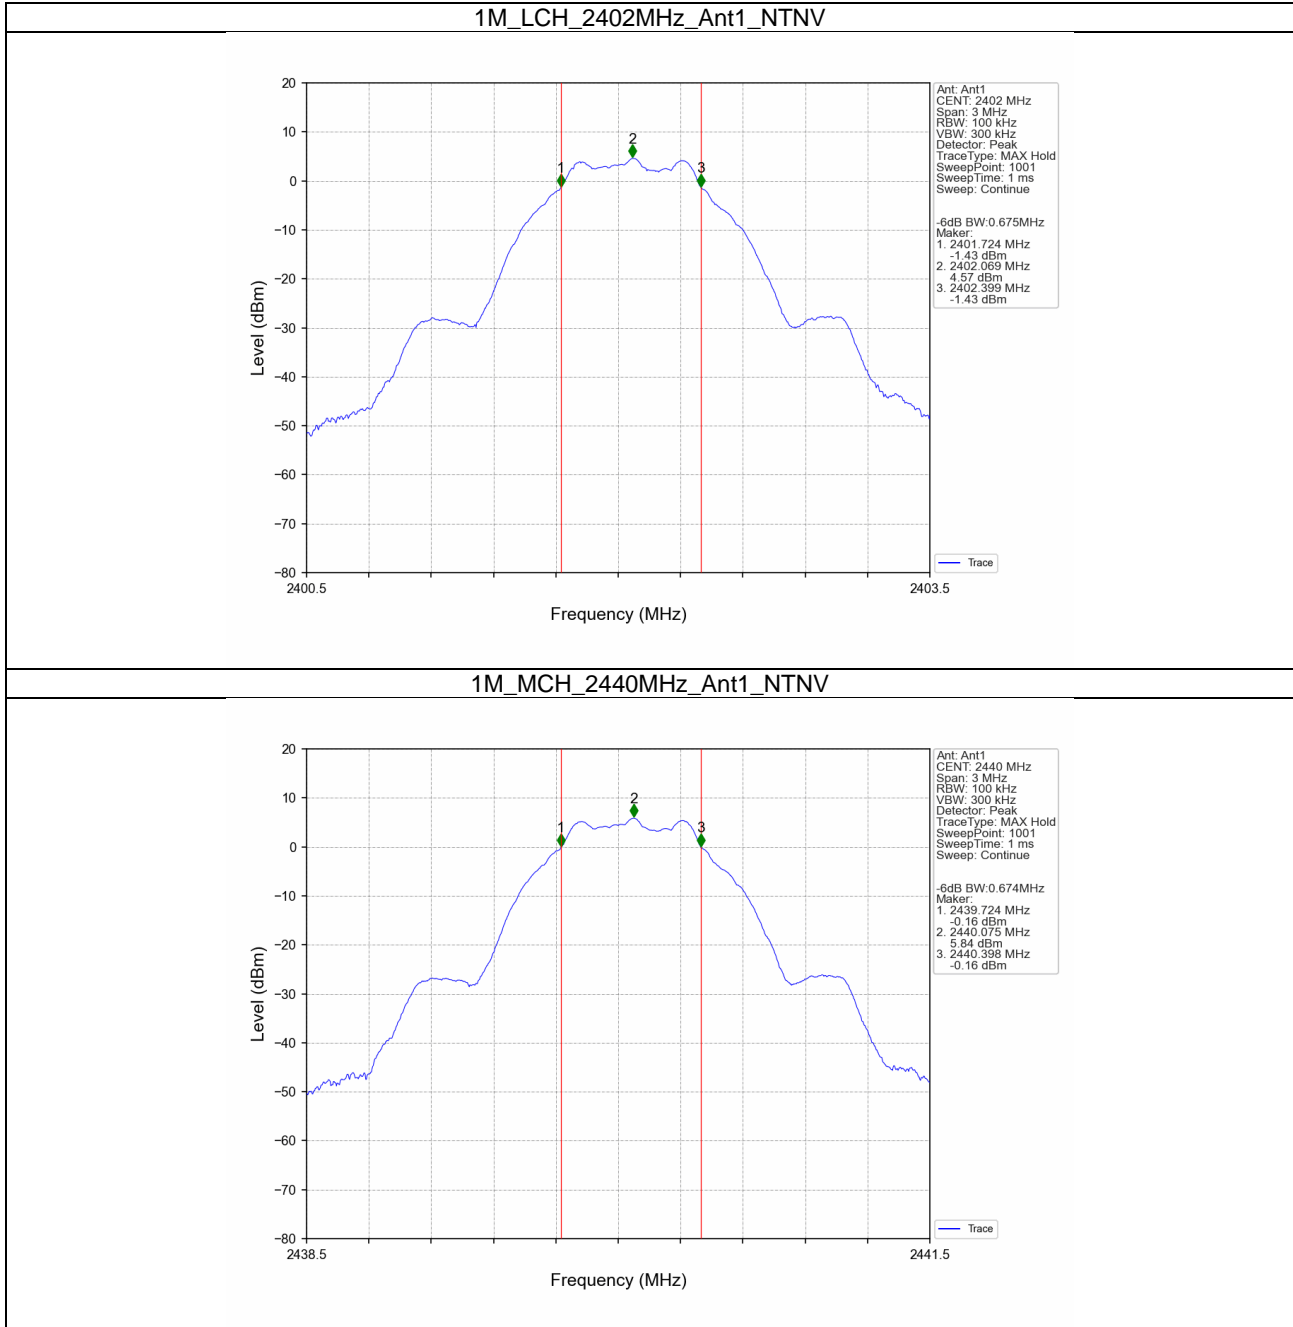 1M_LCH_2402MHz_Ant1_NTNV
20
10
0
−10
−20
−30
−40
−50
−60
−70
−80
Level (dBm)
1
2
3
2400.5
2403.5
Frequency (MHz)
Ant: Ant1
CENT: 2402 MHz
Span: 3 MHz
RBW: 100 kHz
VBW: 300 kHz
Detector: Peak
TraceType: MAX Hold
SweepPoint: 1001
SweepTime: 1 ms
Sweep: Continue
-6dB BW:0.675MHz
Maker:
1. 2401.724 MHz
-1.43 dBm
2. 2402.069 MHz
4.57 dBm
3. 2402.399 MHz
-1.43 dBm
Trace
1M_MCH_2440MHz_Ant1_NTNV
20
10
0
−10
−20
−30
−40
−50
−60
−70
−80
Level (dBm)
1
2
3
2438.5
2441.5
Frequency (MHz)
Ant: Ant1
CENT: 2440 MHz
Span: 3 MHz
RBW: 100 kHz
VBW: 300 kHz
Detector: Peak
TraceType: MAX Hold
SweepPoint: 1001
SweepTime: 1 ms
Sweep: Continue
-6dB BW:0.674MHz
Maker:
1. 2439.724 MHz
-0.16 dBm
2. 2440.075 MHz
5.84 dBm
3. 2440.398 MHz
-0.16 dBm
Trace